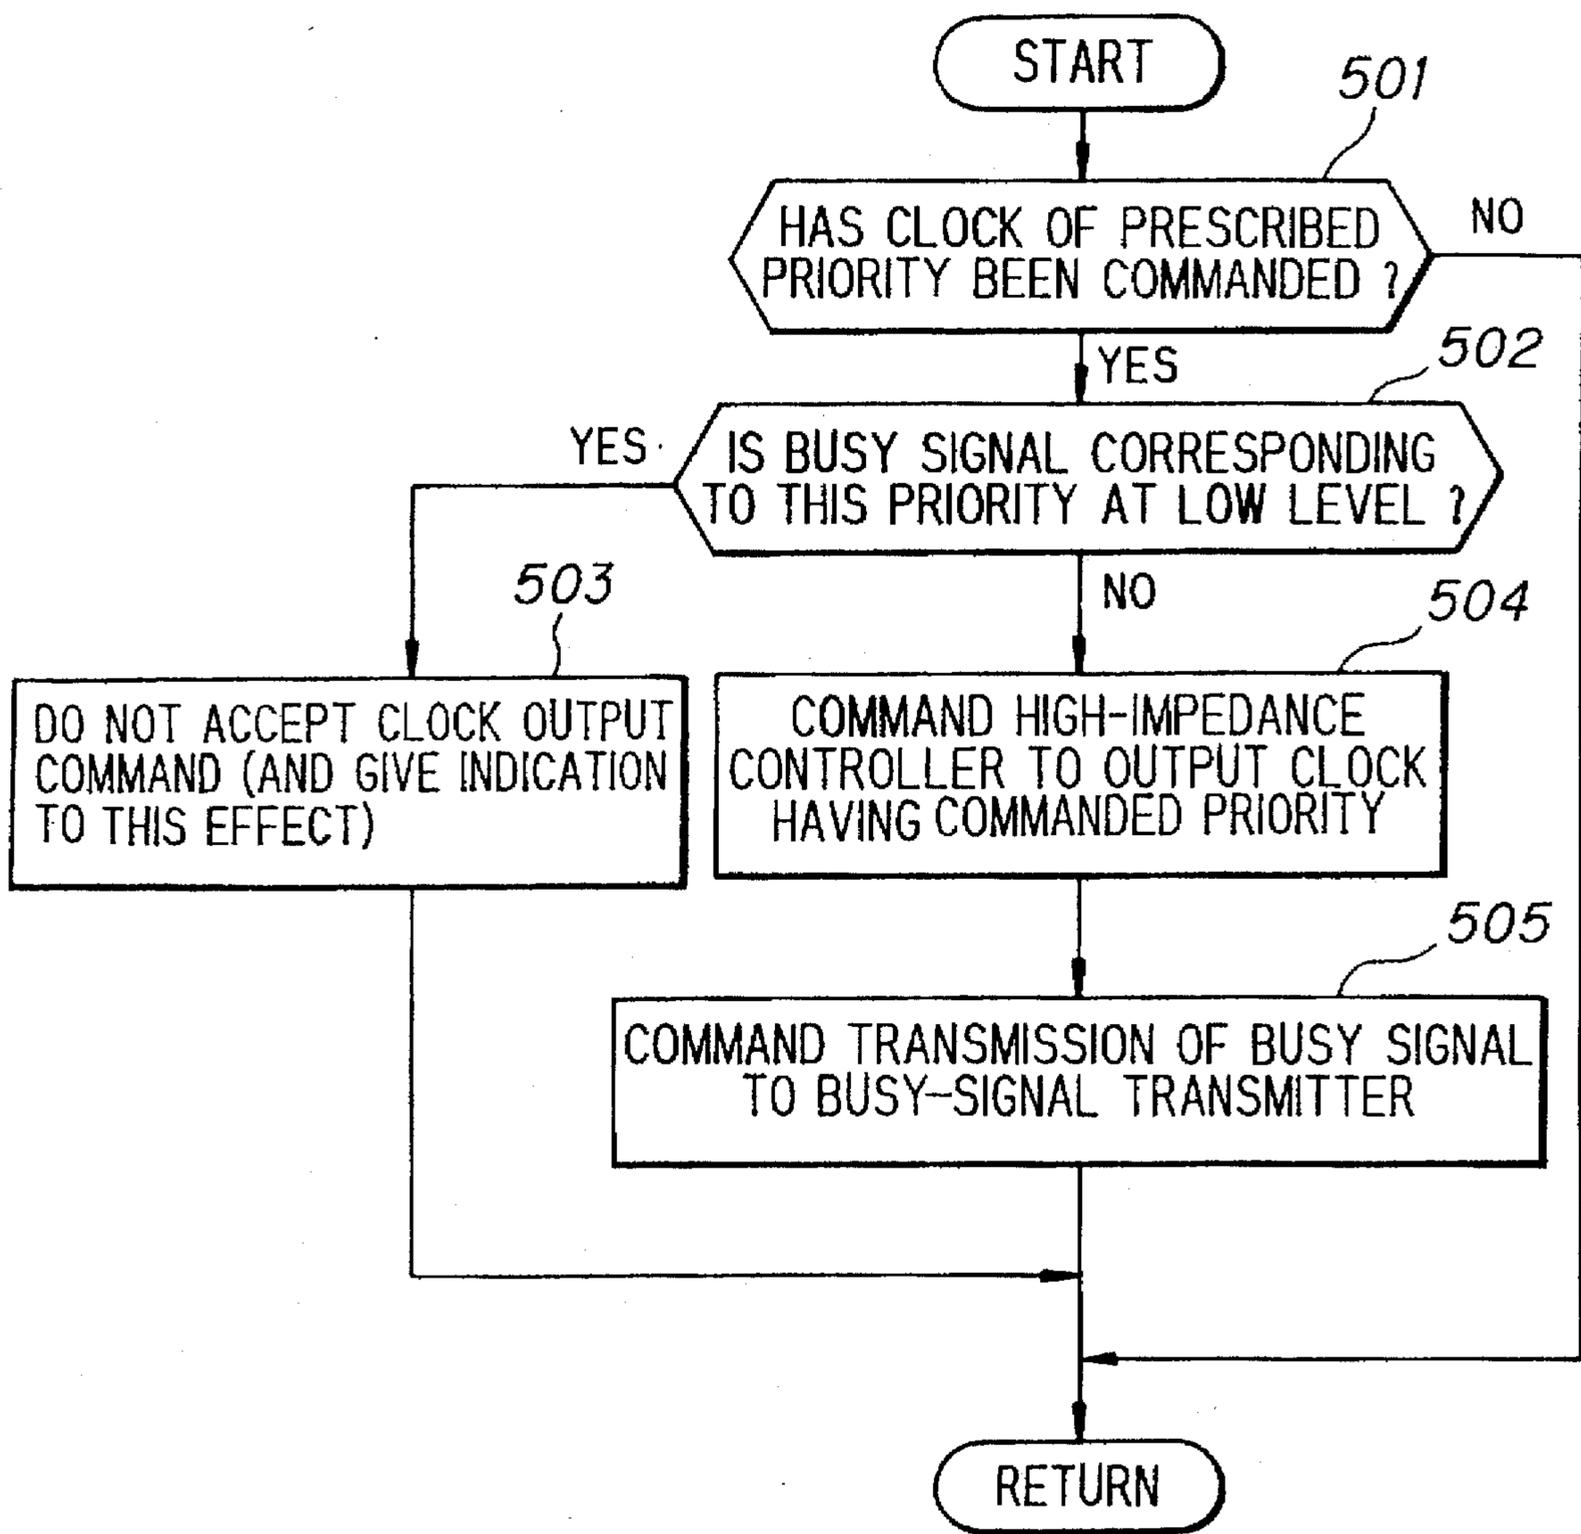 START
501
HAS CLOCK OF PRESCRIBED
PRIORITY BEEN COMMANDED ?
NO
YES
502
IS BUSY SIGNAL CORRESPONDING
TO THIS PRIORITY AT LOW LEVEL ?
YES
NO
503
DO NOT ACCEPT CLOCK OUTPUT
COMMAND (AND GIVE INDICATION
TO THIS EFFECT)
504
COMMAND HIGH-IMPEDANCE
CONTROLLER TO OUTPUT CLOCK
HAVING COMMANDED PRIORITY
505
COMMAND TRANSMISSION OF BUSY SIGNAL
TO BUSY-SIGNAL TRANSMITTER
RETURN